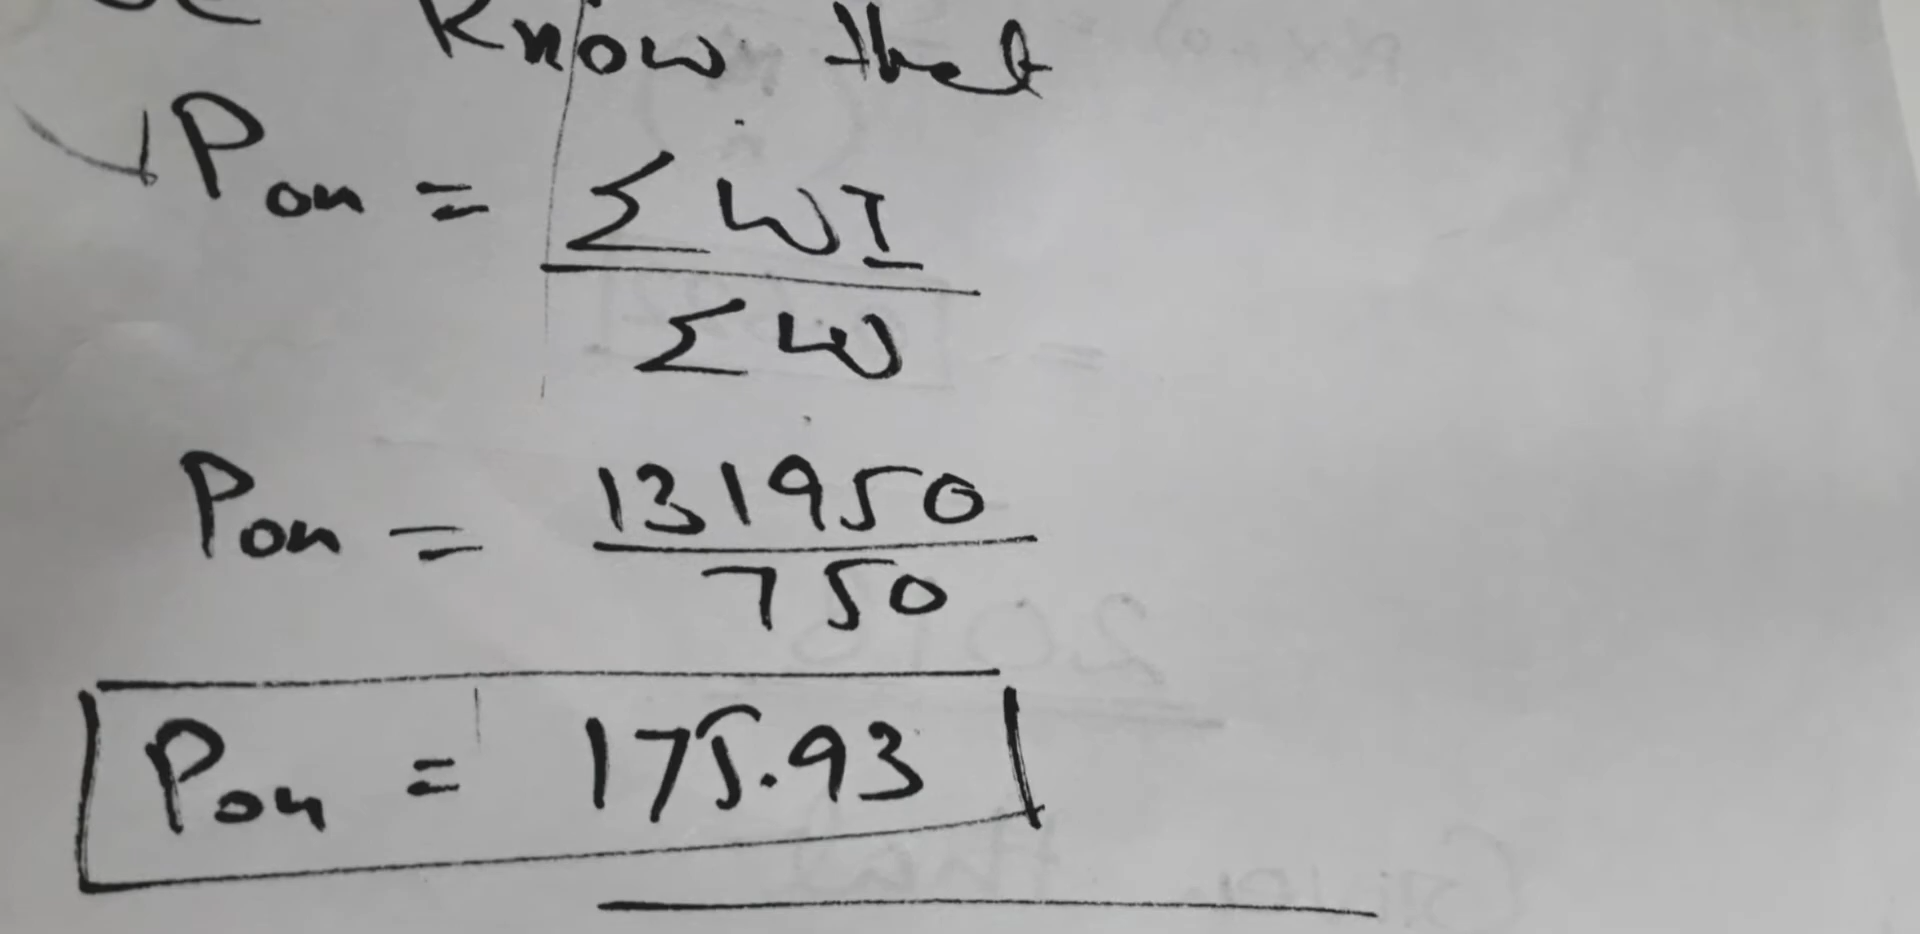 Know that
Pon = ΣWI
ΣW
Pon = 131950
750
Pon = 175.93